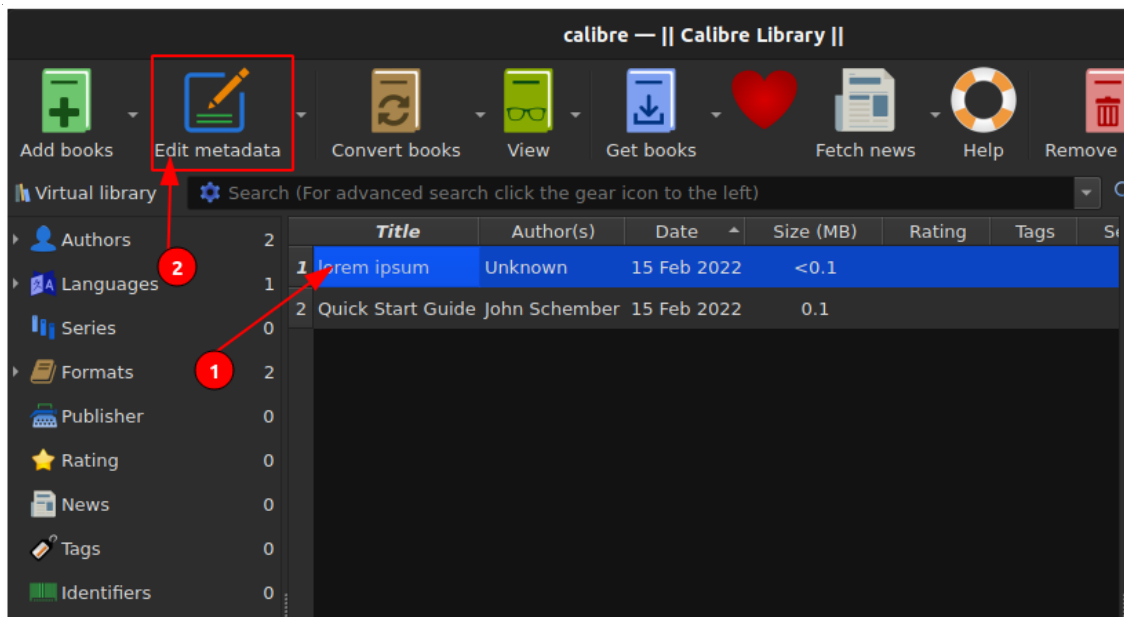 calibre — || Calibre Library ||
Add books Edit metadata Convert books View Get books Fetch news Help Remove
Virtual library Search (For advanced search click the gear icon to the left)
Title Author(s) Date Size (MB) Rating Tags Se
Authors 2
1 lorem ipsum Unknown 15 Feb 2022 <0.1
2
Languages 1
2 Quick Start Guide John Schember 15 Feb 2022 0.1
Series 0
1
Formats 2
Publisher 0
Rating 0
News 0
Tags 0
Identifiers 0